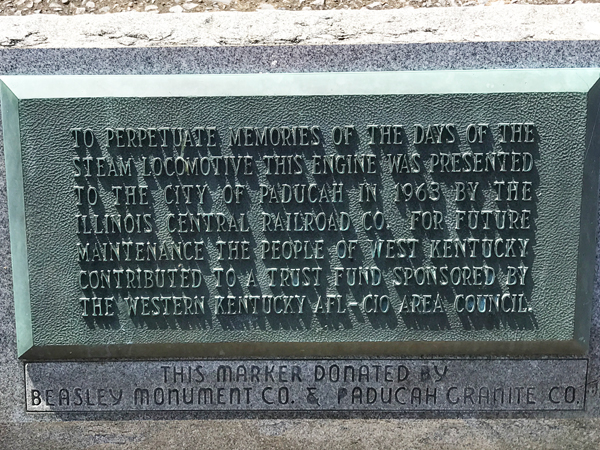 TO PERPETUATE MEMORIES OF THE DAYS OF THE
STEAM LOCOMOTIVE THIS ENGINE WAS PRESENTED
TO THE CITY OF PADUCAH IN 1963 BY THE
ILLINOIS CENTRAL RAILROAD CO. FOR FUTURE
MAINTENANCE THE PEOPLE OF WEST KENTUCKY
CONTRIBUTED TO A TRUST FUND SPONSORED BY
THE WESTERN KENTUCKY AFL-CIO AREA COUNCIL.
THIS MARKER DONATED BY
BEASLEY MONUMENT CO. & PADUCAH GRANITE CO.